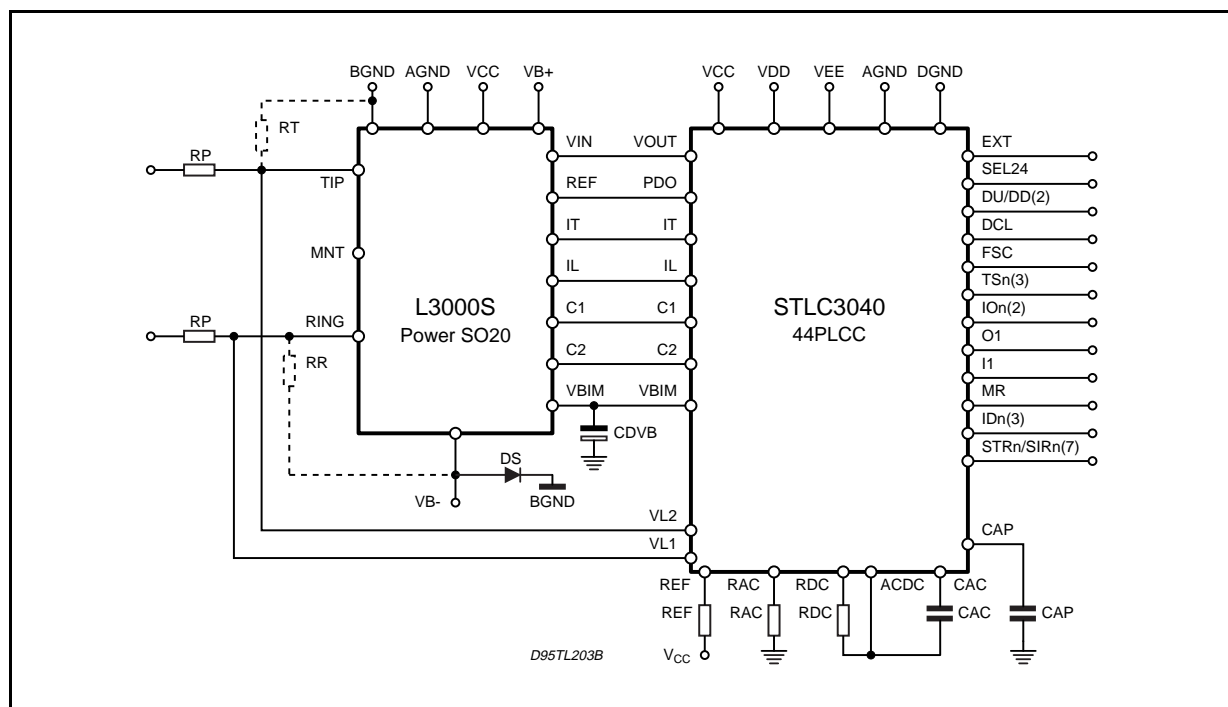 BGND AGND VCC VB+ VCC VDD VEE AGND DGND
RT
RP
TIP
MNT
RP
RING
RR
L3000S
Power SO20
VIN VOUT
REF PDO
IT IT
IL IL
C1 C1
C2 C2
VBIM VBIM
CDVB
STLC3040
44PLCC
EXT
SEL24
DU/DD(2)
DCL
FSC
TSn(3)
IOn(2)
O1
I1
MR
IDn(3)
STRn/SIRn(7)
DS
VB- BGND
VL2
VL1
CAP
REF RAC RDC ACDC CAC
REF RAC RDC CAC CAP
VCC
D95TL203B